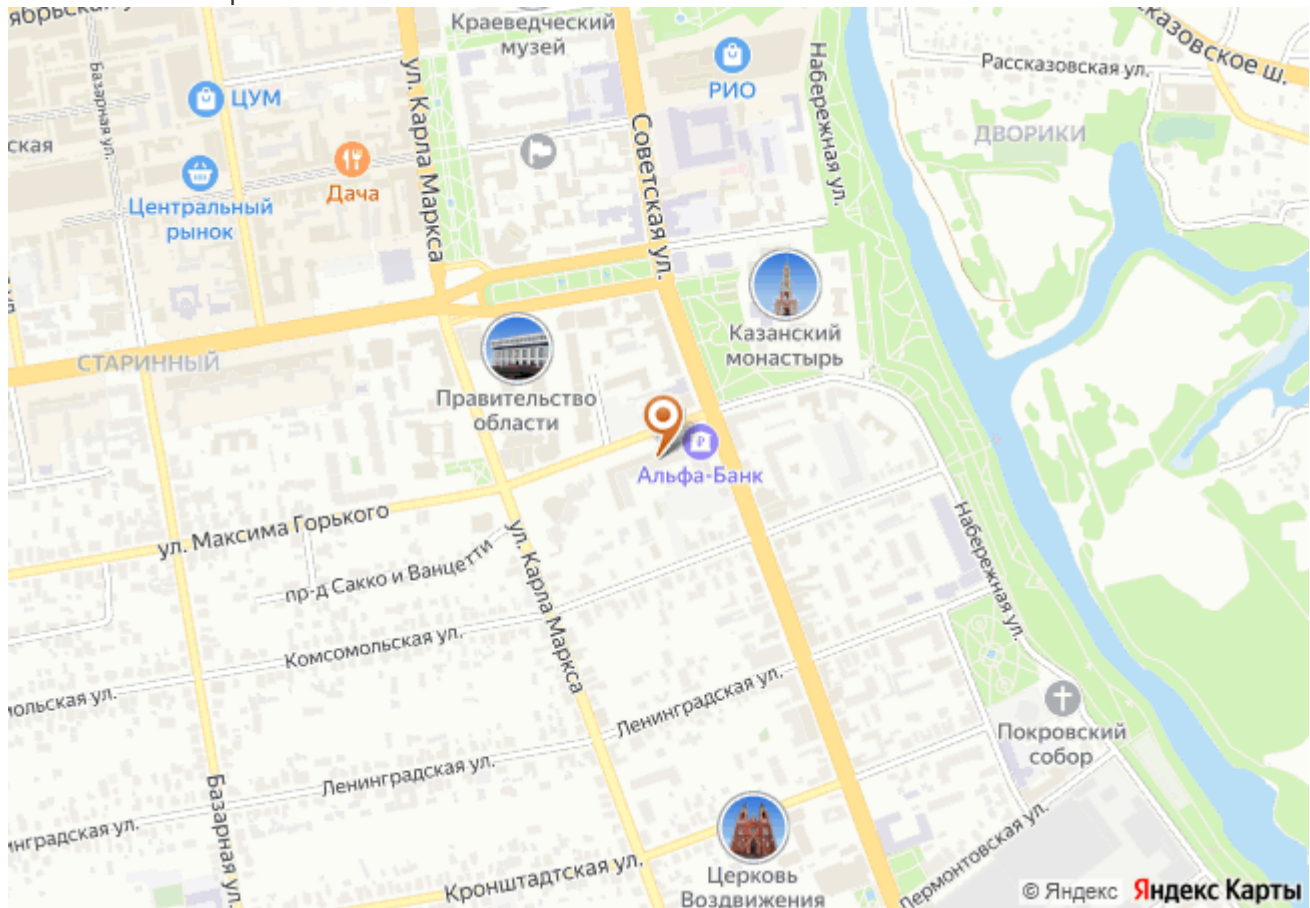 Краеведческий
музей
РИО
Рассказовская ул.
казовское ш.
Базарная ул.
ЦУМ
ул. Карла Маркса
Советская ул.
Набережная ул.
ДВОРИКИ
ская
Дача
Центральный
рынок
Казанский
монастырь
СТАРИННЫЙ
Правительство
области
Альфа-Банк
ул. Максима Горького
пр-д Сакко и Ванцетти
ул. Карла Маркса
Набережная ул.
Комсомольская ул.
мольская ул.
Ленинградская ул.
Покровский
собор
Ленинградская ул.
Базарная ул.
нградская ул.
Кронштадтская ул.
Церковь
Воздвижения
Лермонтовская ул.
© Яндекс Яндекс Карты